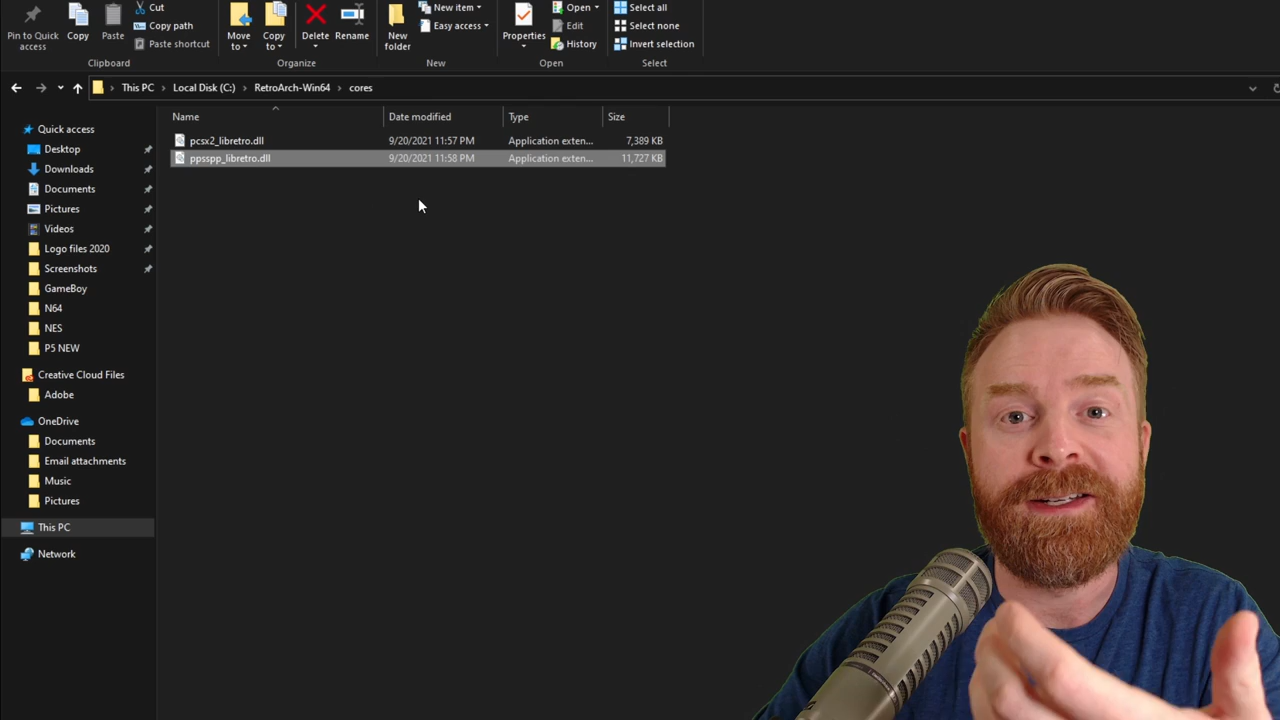 Pin to Quick access
Copy
Paste
Cut
Copy path
Paste shortcut
Clipboard
Move to
Copy to
Delete
Rename
Organize
New folder
New item
Easy access
New
Properties
Open
Edit
History
Open
Select all
Select none
Invert selection
Select
This PC > Local Disk (C:) > RetroArch-Win64 > cores
Name Date modified Type Size
pcsx2_libretro.dll 9/20/2021 11:57 PM Application exten... 7,389 KB
ppsspp_libretro.dll 9/20/2021 11:58 PM Application exten... 11,727 KB
Quick access
Desktop
Downloads
Documents
Pictures
Videos
Logo files 2020
Screenshots
GameBoy
N64
NES
P5 NEW
Creative Cloud Files
Adobe
OneDrive
Documents
Email attachments
Music
Pictures
This PC
Network